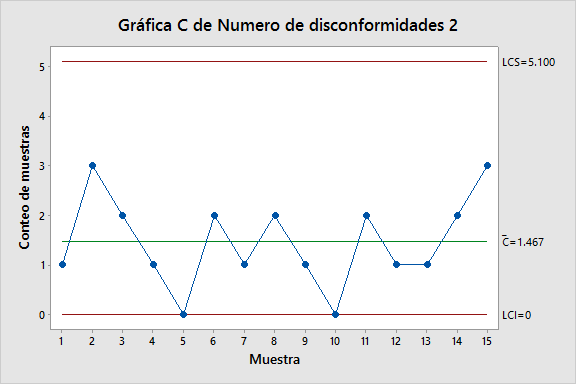 Gráfica C de Numero de disconformidades 2
Conteo de muestras
5
4
3
2
1
0
LCS=5.100
C̅=1.467
LCI=0
1 2 3 4 5 6 7 8 9 10 11 12 13 14 15
Muestra